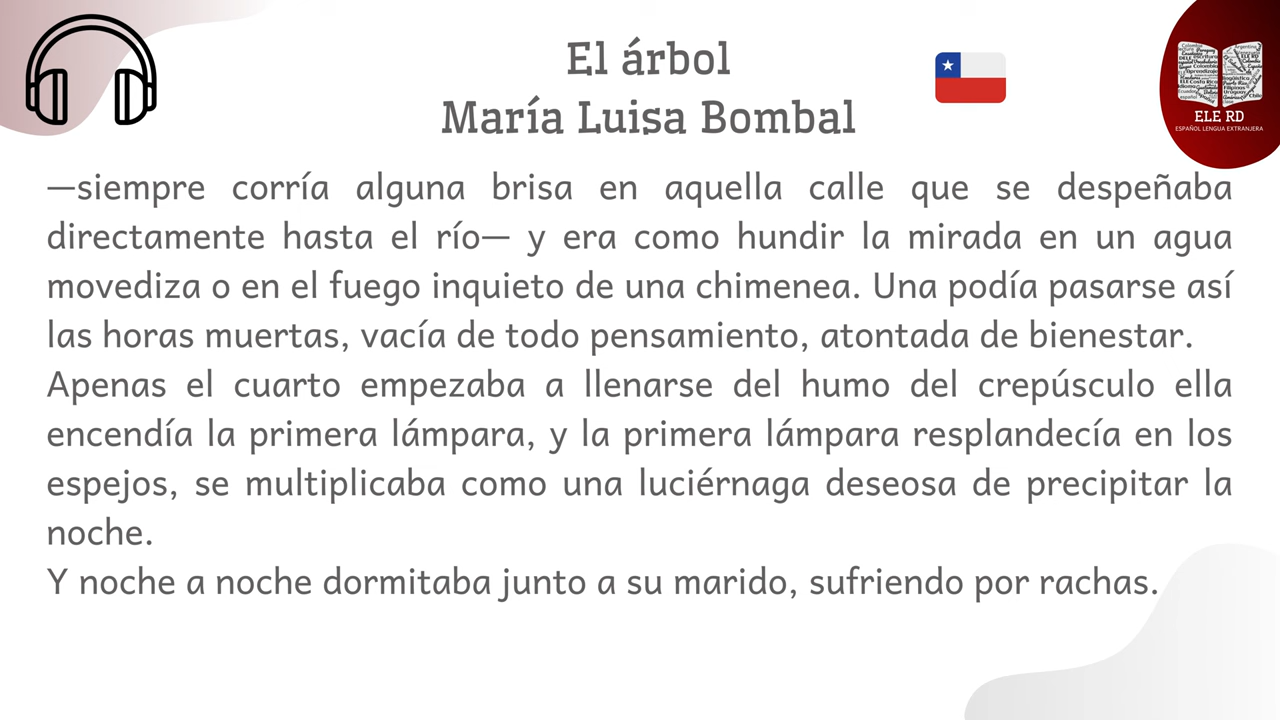 El árbol
María Luisa Bombal
ELE RD
ESPAÑOL LENGUA EXTRANJERA
—siempre corría alguna brisa en aquella calle que se despeñaba
directamente hasta el río— y era como hundir la mirada en un agua
movediza o en el fuego inquieto de una chimenea. Una podía pasarse así
las horas muertas, vacía de todo pensamiento, atontada de bienestar.
Apenas el cuarto empezaba a llenarse del humo del crepúsculo ella
encendía la primera lámpara, y la primera lámpara resplandecía en los
espejos, se multiplicaba como una luciérnaga deseosa de precipitar la
noche.
Y noche a noche dormitaba junto a su marido, sufriendo por rachas.